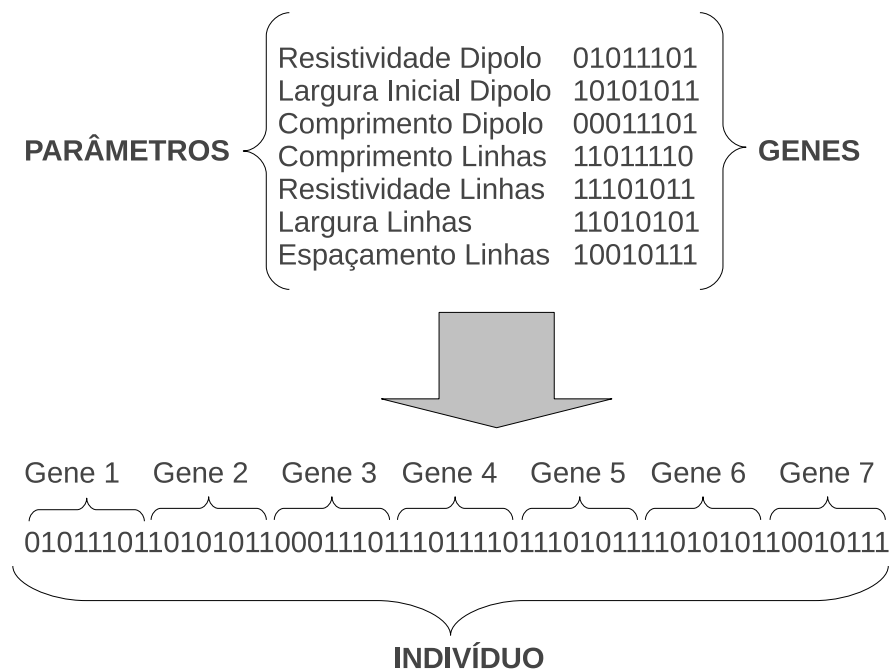 Resistividade Dipolo 01011101
Largura Inicial Dipolo 10101011
Comprimento Dipolo 00011101
PARÂMETROS
Comprimento Linhas 11011110
GENES
Resistividade Linhas 11101011
Largura Linhas 11010101
Espaçamento Linhas 10010111
Gene 1 Gene 2 Gene 3 Gene 4 Gene 5 Gene 6 Gene 7
01011101101010110001110111011110111010111101010110010111
INDIVÍDUO